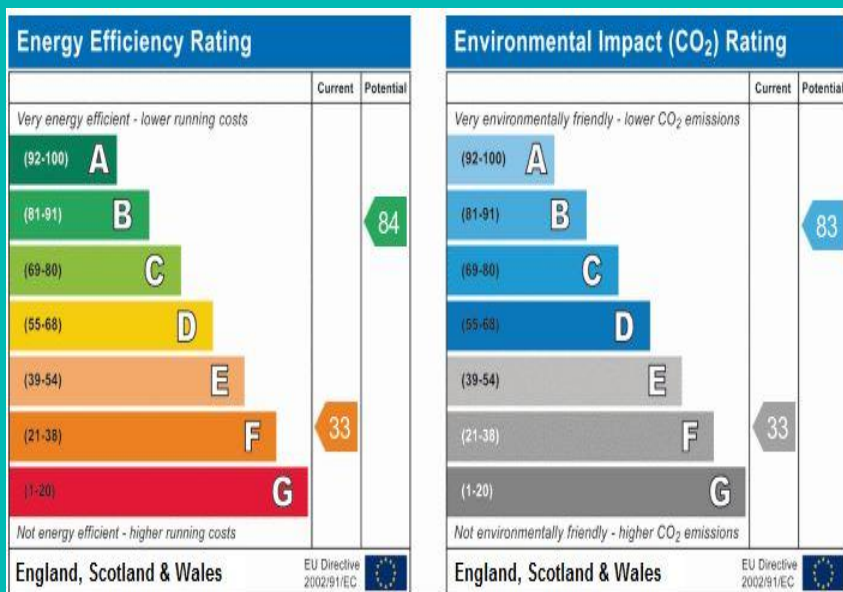 Energy Efficiency Rating
Current Potential
Very energy efficient - lower running costs
(92-100) A
(81-91) B
84
(69-80) C
(55-68) D
(39-54) E
(21-38) F
33
(1-20) G
Not energy efficient - higher running costs
England, Scotland & Wales
EU Directive
2002/91/EC
Environmental Impact (CO₂) Rating
Current Potential
Very environmentally friendly - lower CO₂ emissions
(92-100) A
(81-91) B
83
(69-80) C
(55-68) D
(39-54) E
(21-38) F
33
(1-20) G
Not environmentally friendly - higher CO₂ emissions
England, Scotland & Wales
EU Directive
2002/91/EC